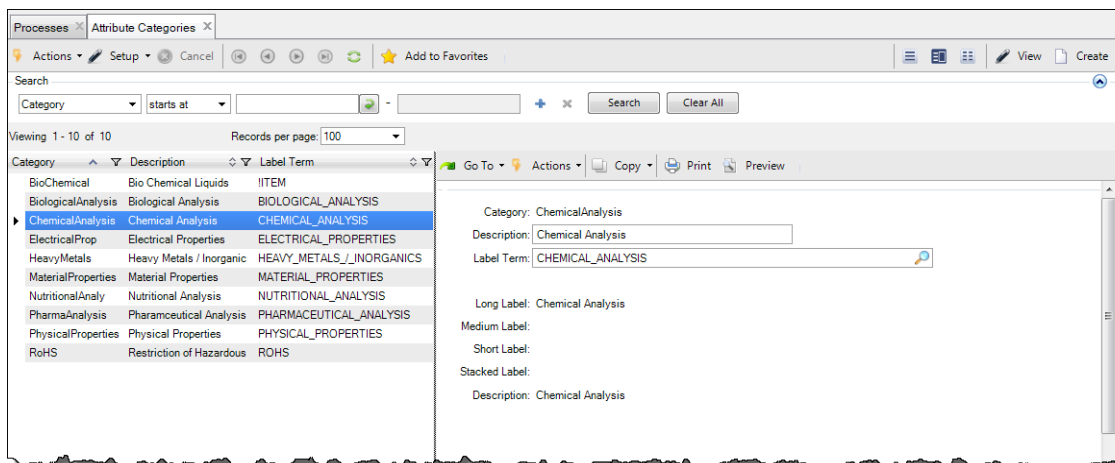 Processes Attribute Categories
Actions Setup Cancel Add to Favorites View Create
Search
Category starts at - Search Clear All
Viewing 1 - 10 of 10 Records per page: 100
Category Description Label Term
BioChemical Bio Chemical Liquids !ITEM
BiologicalAnalysis Biological Analysis BIOLOGICAL_ANALYSIS
ChemicalAnalysis Chemical Analysis CHEMICAL_ANALYSIS
ElectricalProp Electrical Properties ELECTRICAL_PROPERTIES
HeavyMetals Heavy Metals / Inorganic HEAVY_METALS_/_INORGANICS
MaterialProperties Material Properties MATERIAL_PROPERTIES
NutritionalAnaly Nutritional Analysis NUTRITIONAL_ANALYSIS
PharmaAnalysis Pharamceutical Analysis PHARMACEUTICAL_ANALYSIS
PhysicalProperties Physical Properties PHYSICAL_PROPERTIES
RoHS Restriction of Hazardous ROHS
Go To Actions Copy Print Preview
Category: ChemicalAnalysis
Description: Chemical Analysis
Label Term: CHEMICAL_ANALYSIS
Long Label: Chemical Analysis
Medium Label:
Short Label:
Stacked Label:
Description: Chemical Analysis